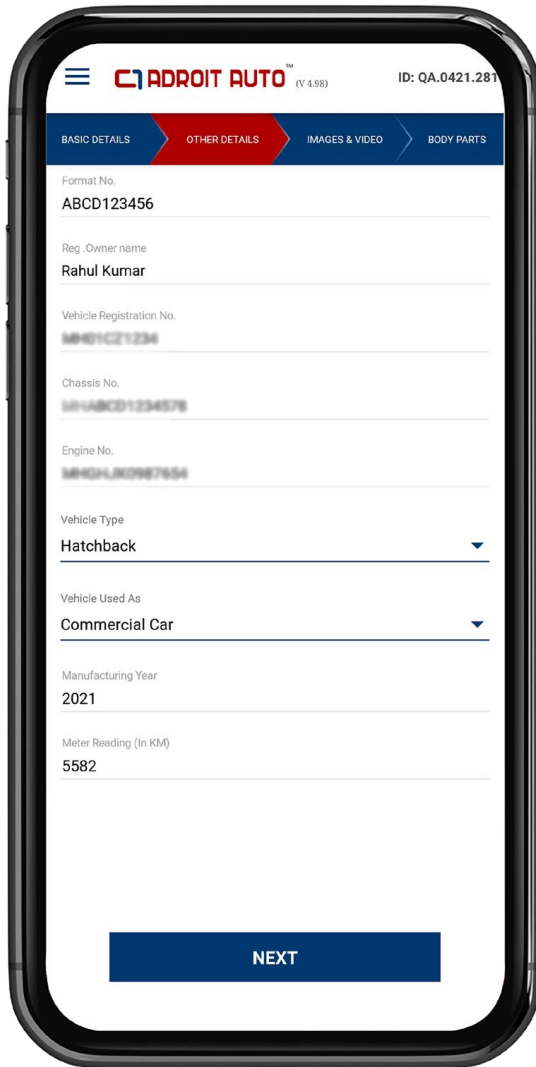 ADROIT AUTO™ (V 4.98) ID: QA.0421.281
BASIC DETAILS OTHER DETAILS IMAGES & VIDEO BODY PARTS
Format No.
ABCD123456
Reg .Owner name
Rahul Kumar
Vehicle Registration No.
Chassis No.
Engine No.
Vehicle Type
Hatchback
Vehicle Used As
Commercial Car
Manufacturing Year
2021
Meter Reading (In KM)
5582
NEXT